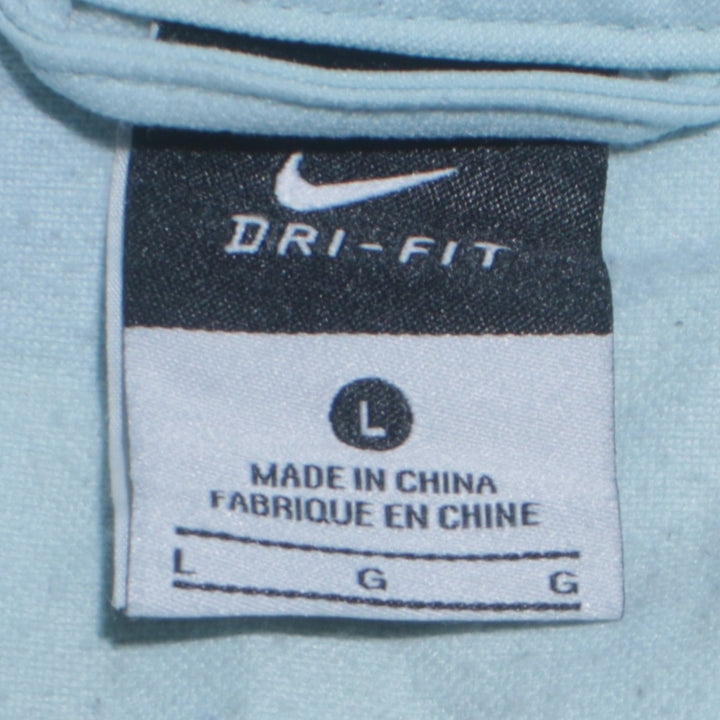 DRI-FIT
L
MADE IN CHINA
FABRIQUE EN CHINE
L G G